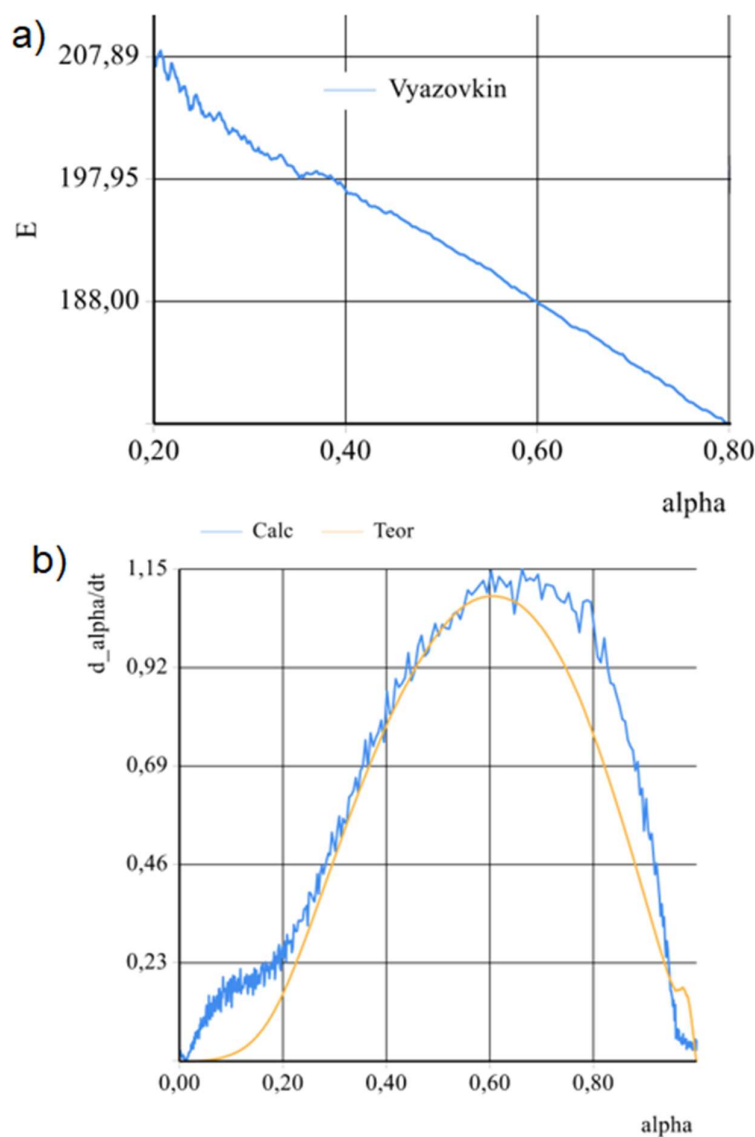 a)
207,89
Vyazovkin
197,95
E
188,00
0,20 0,40 0,60 0,80
alpha
Calc Teor
b)
1,15
d_alpha/dt
0,92
0,69
0,46
0,23
0,00 0,20 0,40 0,60 0,80
alpha